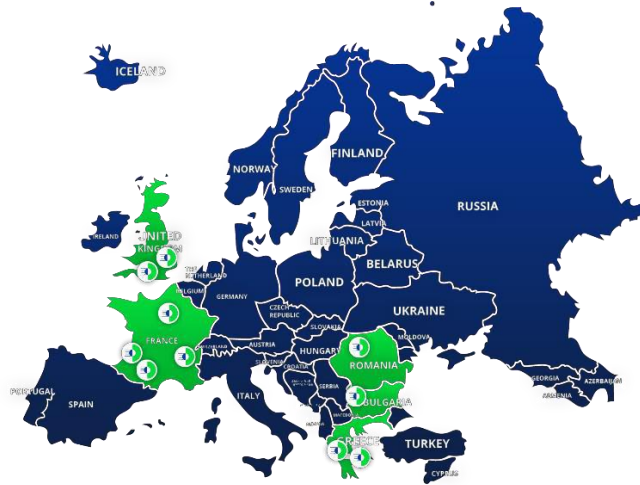 ICELAND
FINLAND
NORWAY
SWEDEN
RUSSIA
ESTONIA
LATVIA
LITHUANIA
IRELAND
UNITED
KINGDOM
NETHERLAND
BELGIUM
GERMANY
POLAND
BELARUS
CZECH
REPUBLIC
UKRAINE
SLOVAKIA
MOLDOVA
FRANCE
AUSTRIA
HUNGARY
SLOVENIA
CROATIA
ROMANIA
SERBIA
BULGARIA
ITALY
PORTUGAL
SPAIN
GEORGIA
ARMENIA
AZERBAIJAN
TURKEY
CYPRUS